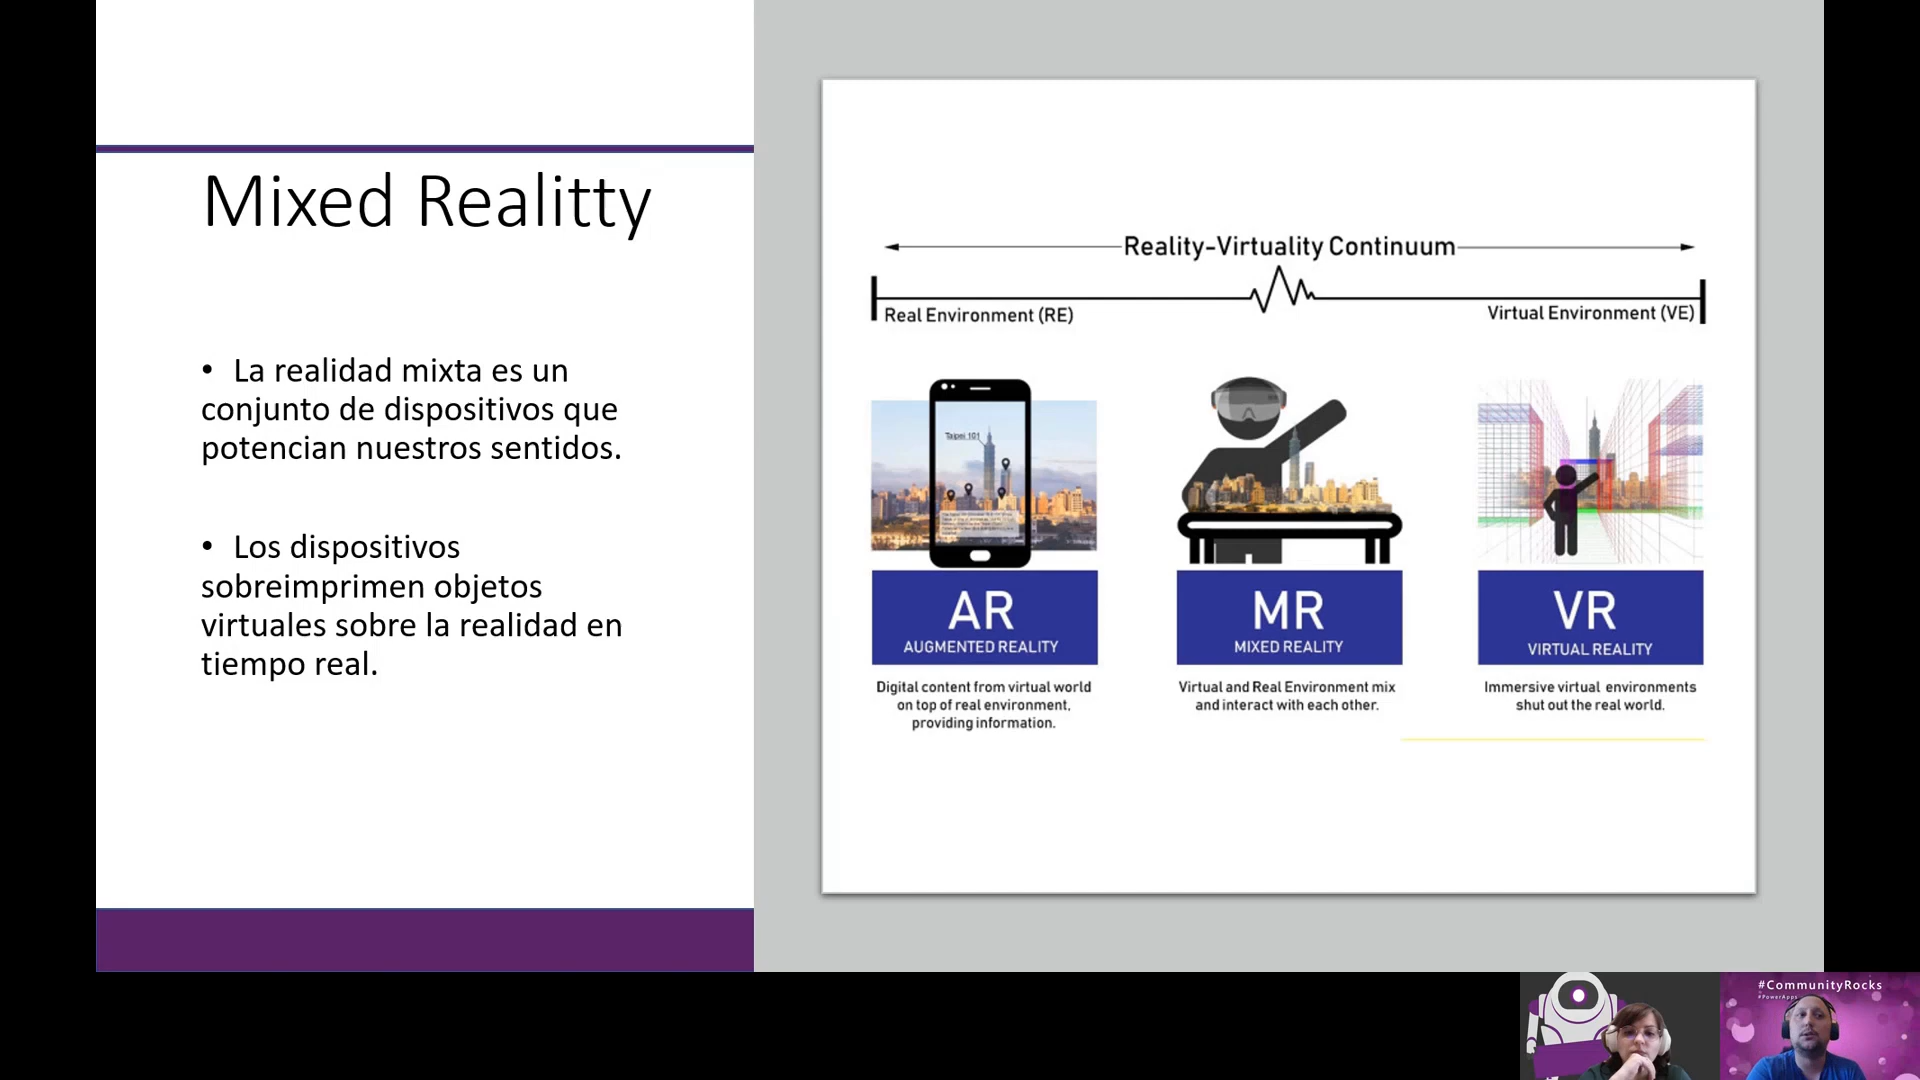 Mixed Realitty
• La realidad mixta es un
conjunto de dispositivos que
potencian nuestros sentidos.
• Los dispositivos
sobreimprimen objetos
virtuales sobre la realidad en
tiempo real.
Reality-Virtuality Continuum
Real Environment (RE)
Virtual Environment (VE)
Taipei 101
AR
AUGMENTED REALITY
Digital content from virtual world
on top of real environment,
providing information.
MR
MIXED REALITY
Virtual and Real Environment mix
and interact with each other.
VR
VIRTUAL REALITY
Immersive virtual environments
shut out the real world.
#CommunityRocks
#PowerApps